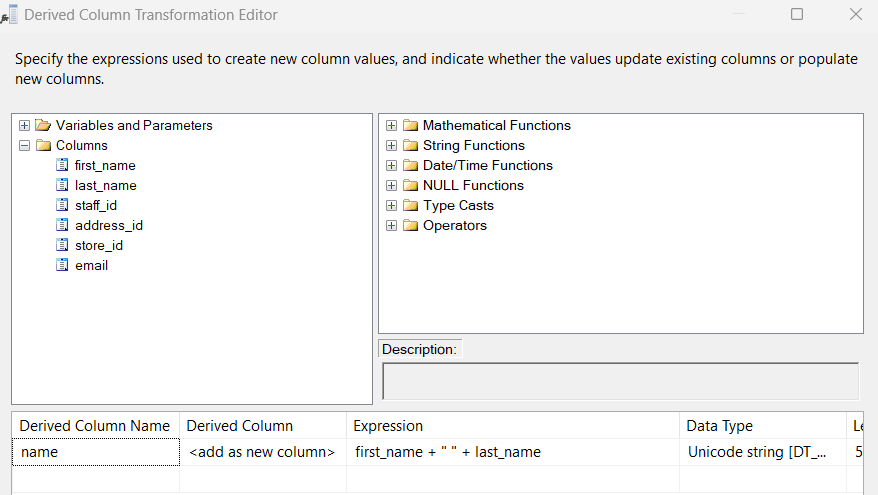 Derived Column Transformation Editor
Specify the expressions used to create new column values, and indicate whether the values update existing columns or populate
new columns.
Variables and Parameters
Columns
first_name
last_name
staff_id
address_id
store_id
email
Mathematical Functions
String Functions
Date/Time Functions
NULL Functions
Type Casts
Operators
Description:
Derived Column Name Derived Column Expression Data Type Le
name <add as new column> first_name + " " + last_name Unicode string [DT_... 5